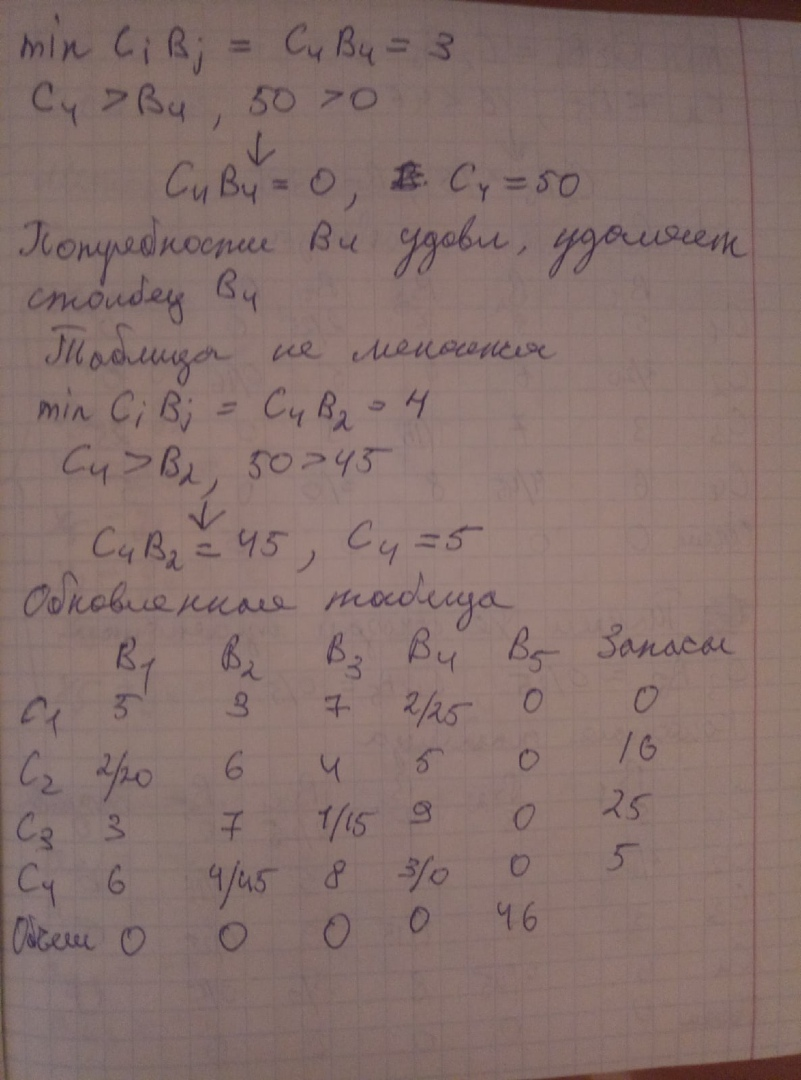 min CiBj = C4B4 = 3
C4 > B4, 50 > 0
↓
C4B4 = 0, C4 = 50
Потребности B4 удовл, удаляет
столбец B4
Таблица не меняется
min CiBj = C4B2 = 4
C4 > B2, 50 > 45
↓
C4B2 = 45, C4 = 5
Обновленная таблица
B1 B2 B3 B4 B5 Запасы
C1 5 3 7 2/25 0 0
C2 2/20 6 4 5 0 16
C3 3 7 1/15 9 0 25
C4 6 4/45 8 3/0 0 5
Объем 0 0 0 0 46